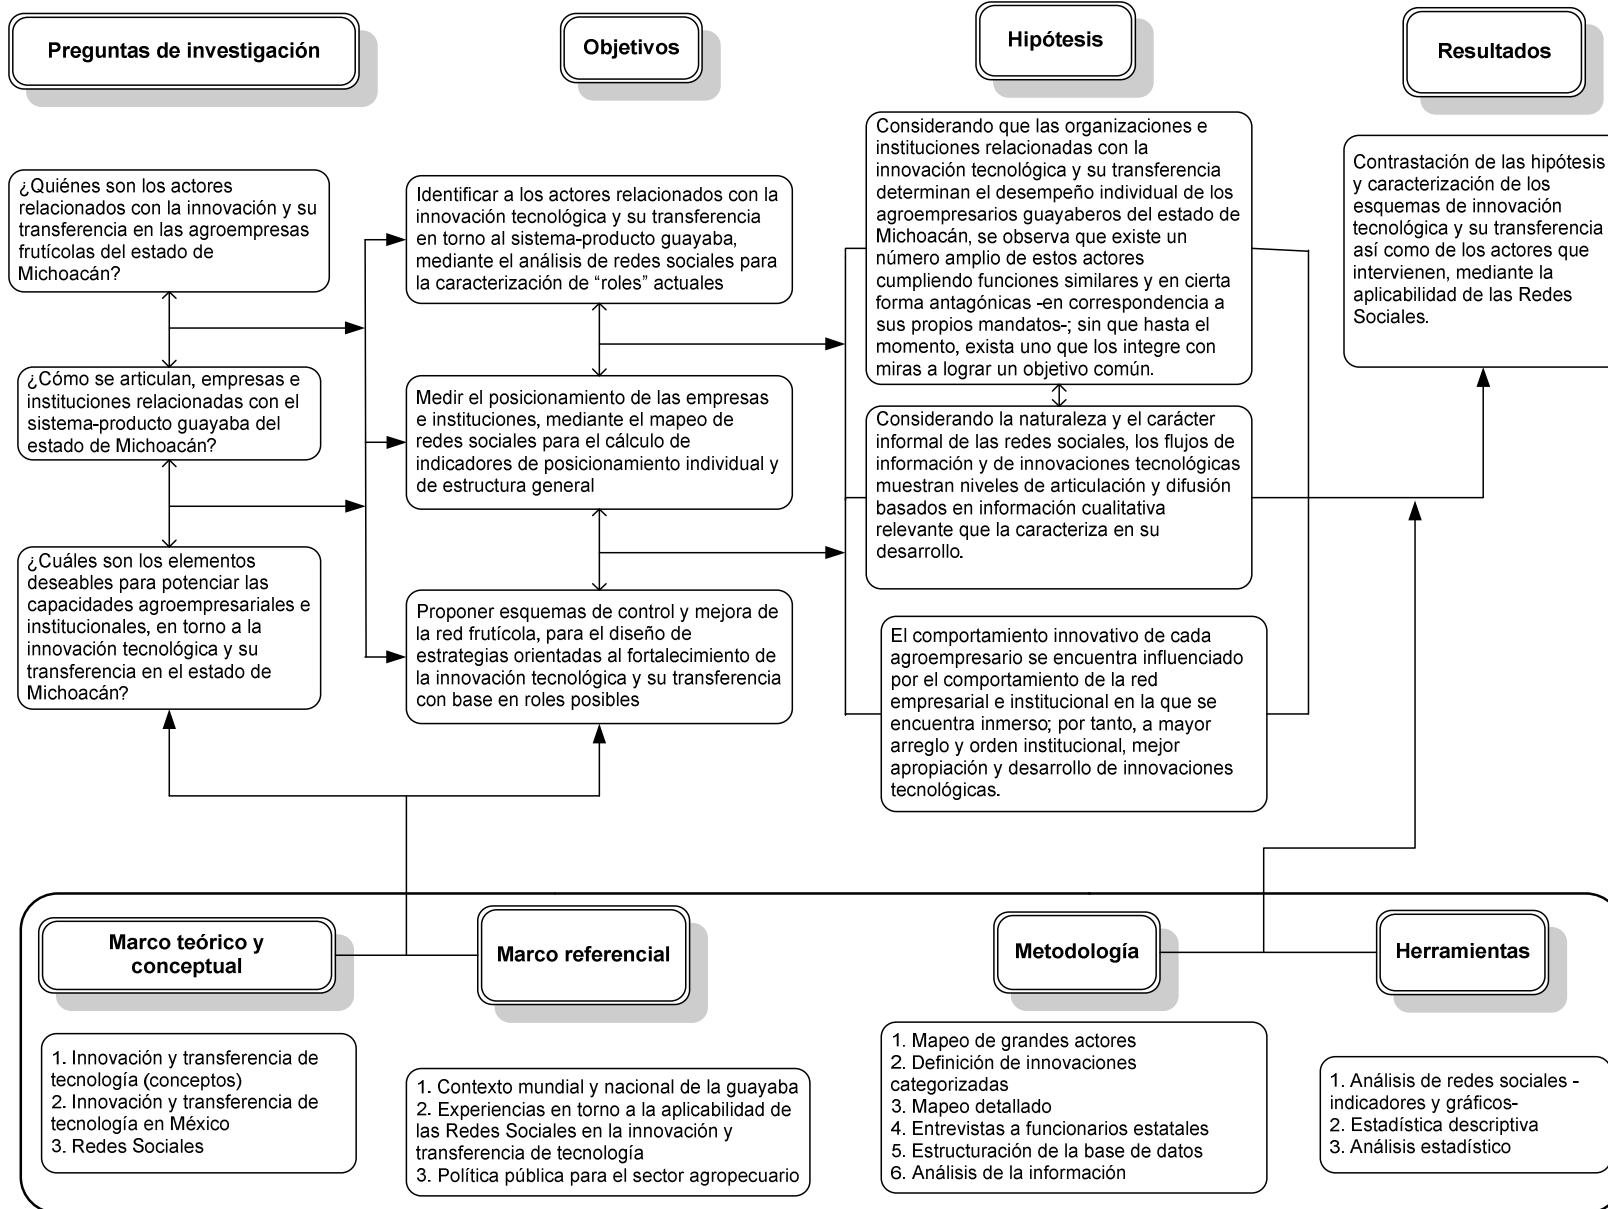 Preguntas de investigación
Objetivos
Hipótesis
Resultados
¿Quiénes son los actores
relacionados con la innovación y su
transferencia en las agroempresas
frutícolas del estado de
Michoacán?
¿Cómo se articulan, empresas e
instituciones relacionadas con el
sistema-producto guayaba del
estado de Michoacán?
¿Cuáles son los elementos
deseables para potenciar las
capacidades agroempresariales e
institucionales, en torno a la
innovación tecnológica y su
transferencia en el estado de
Michoacán?
Identificar a los actores relacionados con la
innovación tecnológica y su transferencia
en torno al sistema-producto guayaba,
mediante el análisis de redes sociales para
la caracterización de “roles” actuales
Medir el posicionamiento de las empresas
e instituciones, mediante el mapeo de
redes sociales para el cálculo de
indicadores de posicionamiento individual y
de estructura general
Proponer esquemas de control y mejora de
la red frutícola, para el diseño de
estrategias orientadas al fortalecimiento de
la innovación tecnológica y su transferencia
con base en roles posibles
Considerando que las organizaciones e
instituciones relacionadas con la
innovación tecnológica y su transferencia
determinan el desempeño individual de los
agroempresarios guayaberos del estado de
Michoacán, se observa que existe un
número amplio de estos actores
cumpliendo funciones similares y en cierta
forma antagónicas -en correspondencia a
sus propios mandatos-; sin que hasta el
momento, exista uno que los integre con
miras a lograr un objetivo común.
Considerando la naturaleza y el carácter
informal de las redes sociales, los flujos de
información y de innovaciones tecnológicas
muestran niveles de articulación y difusión
basados en información cualitativa
relevante que la caracteriza en su
desarrollo.
El comportamiento innovativo de cada
agroempresario se encuentra influenciado
por el comportamiento de la red
empresarial e institucional en la que se
encuentra inmerso; por tanto, a mayor
arreglo y orden institucional, mejor
apropiación y desarrollo de innovaciones
tecnológicas.
Contrastación de las hipótesis
y caracterización de los
esquemas de innovación
tecnológica y su transferencia
así como de los actores que
intervienen, mediante la
aplicabilidad de las Redes
Sociales.
Marco teórico y
conceptual
Marco referencial
Metodología
Herramientas
1. Innovación y transferencia de
tecnología (conceptos)
2. Innovación y transferencia de
tecnología en México
3. Redes Sociales
1. Contexto mundial y nacional de la guayaba
2. Experiencias en torno a la aplicabilidad de
las Redes Sociales en la innovación y
transferencia de tecnología
3. Política pública para el sector agropecuario
1. Mapeo de grandes actores
2. Definición de innovaciones
categorizadas
3. Mapeo detallado
4. Entrevistas a funcionarios estatales
5. Estructuración de la base de datos
6. Análisis de la información
1. Análisis de redes sociales -
indicadores y gráficos-
2. Estadística descriptiva
3. Análisis estadístico